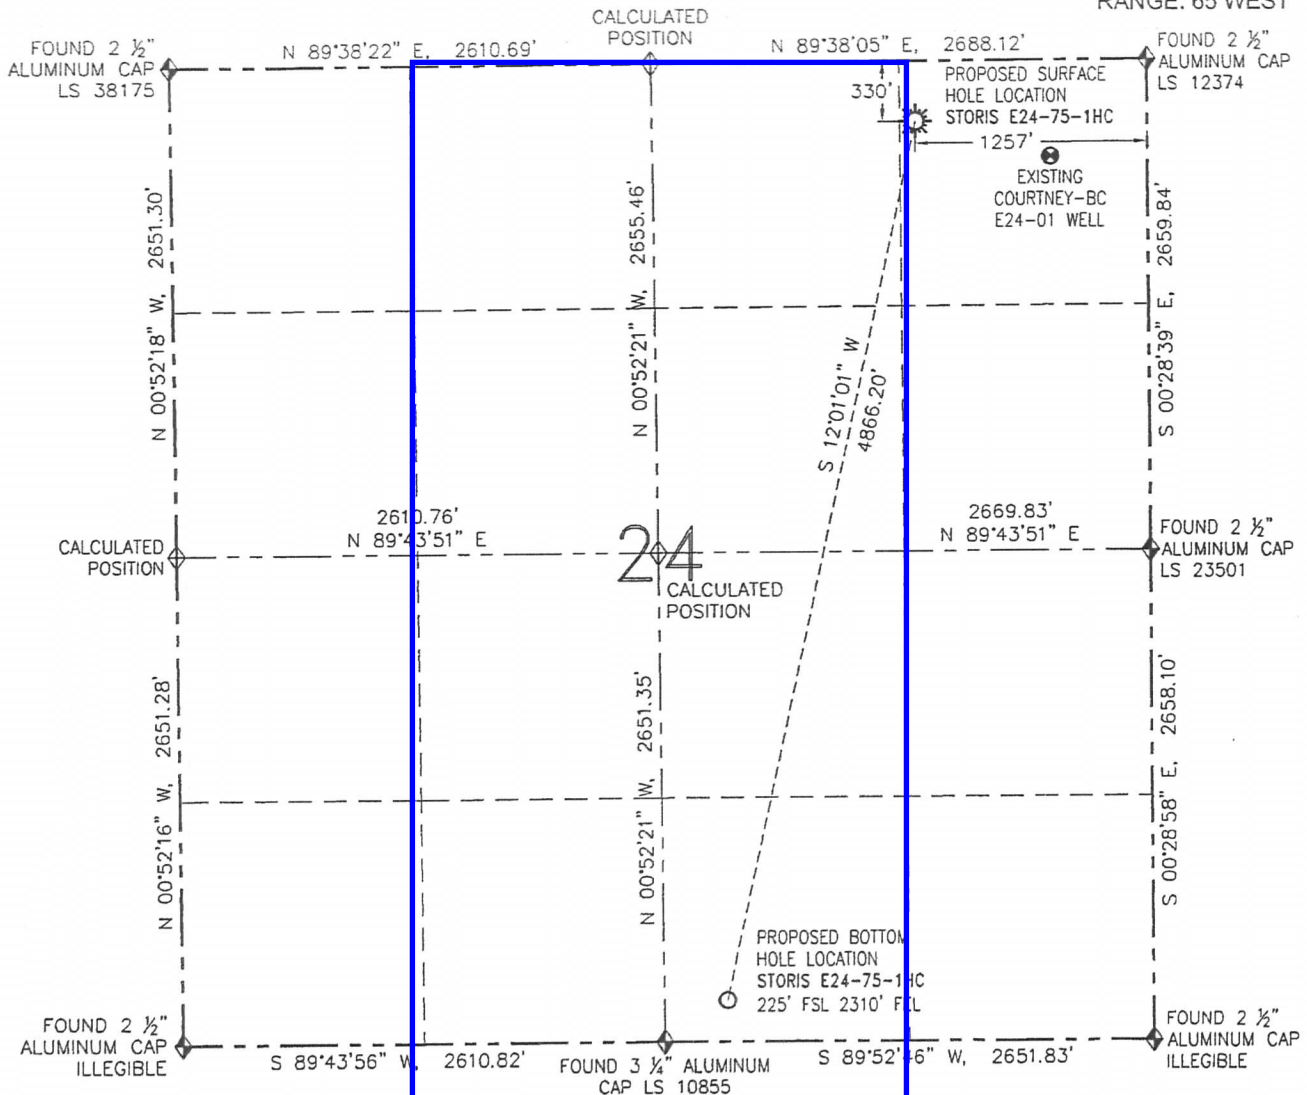 RANGE: 65 WEST
CALCULATED
POSITION
FOUND 2 ½"
ALUMINUM CAP
LS 38175
N 89°38'22" E, 2610.69'
N 89°38'05" E, 2688.12'
FOUND 2 ½"
ALUMINUM CAP
LS 12374
330'
PROPOSED SURFACE
HOLE LOCATION
STORIS E24-75-1HC
1257'
EXISTING
COURTNEY-BC
E24-01 WELL
N 00°52'18" W, 2651.30'
N 00°52'21" W, 2655.46'
S 12°01'01" W
4866.20'
S 00°28'39" E, 2659.84'
2610.76'
N 89°43'51" E
2669.83'
N 89°43'51" E
CALCULATED
POSITION
24
CALCULATED
POSITION
FOUND 2 ½"
ALUMINUM CAP
LS 23501
N 00°52'16" W, 2651.28'
N 00°52'21" W, 2651.35'
S 00°28'58" E, 2658.10'
PROPOSED BOTTOM
HOLE LOCATION
STORIS E24-75-1HC
225' FSL 2310' FEL
FOUND 2 ½"
ALUMINUM CAP
ILLEGIBLE
S 89°43'56" W, 2610.82'
FOUND 3 ¼" ALUMINUM
CAP LS 10855
S 89°52'46" W, 2651.83'
FOUND 2 ½"
ALUMINUM CAP
ILLEGIBLE